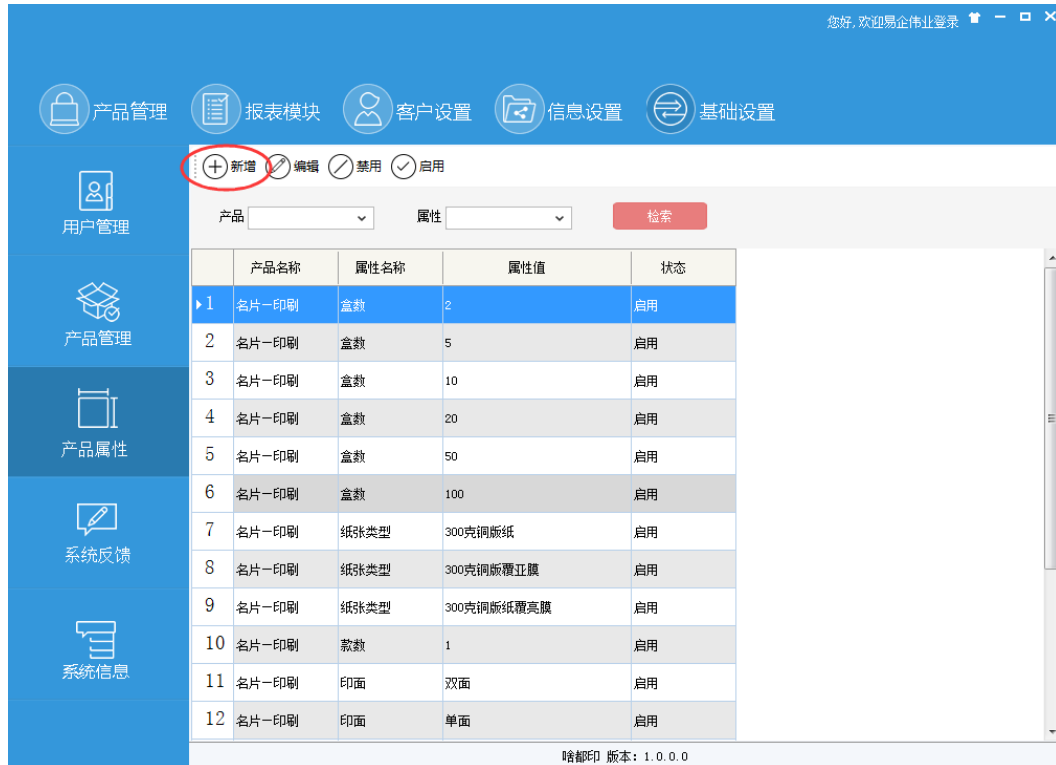 您好,欢迎易企伟业登录
产品管理 报表模块 客户设置 信息设置 基础设置
用户管理
产品管理
产品属性
系统反馈
系统信息
新增 编辑 禁用 启用
产品 属性 检索
产品名称 属性名称 属性值 状态
1 名片—印刷 盒数 2 启用
2 名片—印刷 盒数 5 启用
3 名片—印刷 盒数 10 启用
4 名片—印刷 盒数 20 启用
5 名片—印刷 盒数 50 启用
6 名片—印刷 盒数 100 启用
7 名片—印刷 纸张类型 300克铜版纸 启用
8 名片—印刷 纸张类型 300克铜版覆亚膜 启用
9 名片—印刷 纸张类型 300克铜版纸覆亮膜 启用
10 名片—印刷 款数 1 启用
11 名片—印刷 印面 双面 启用
12 名片—印刷 印面 单面 启用
啥都印 版本: 1.0.0.0